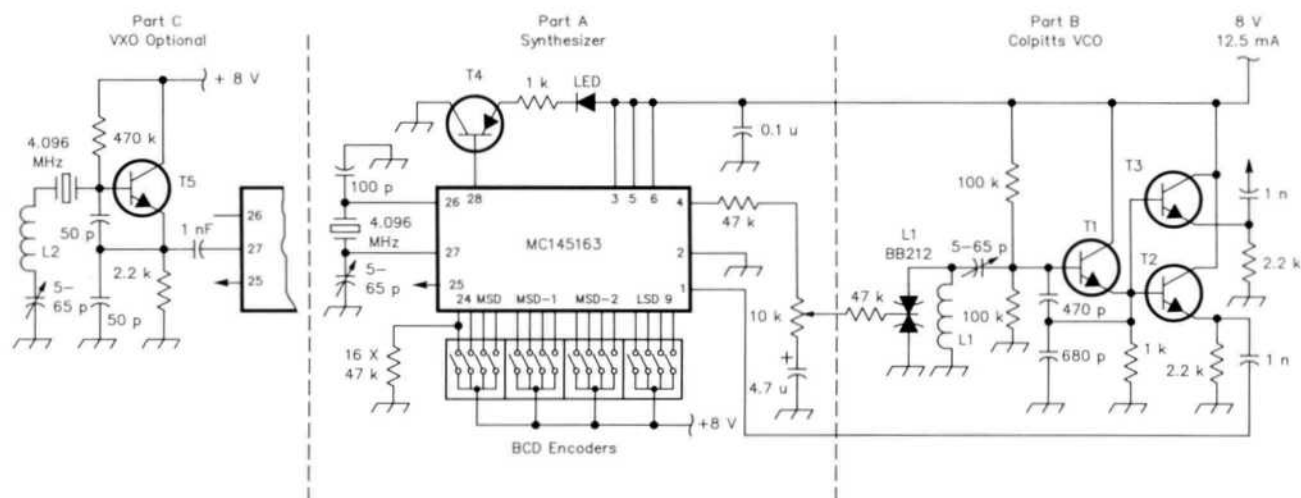 Part C
VXO Optional
+ 8 V
470 k
4.096
MHz
T5
50 p
1 nF
L2
2.2 k
5-
65 p
50 p
26
27
25
Part A
Synthesizer
T4
1 k
LED
0.1 u
100 p
4.096
MHz
5-
65 p
26
28
3
5
6
4
27
MC145163
2
25
1
24
MSD
MSD-1
MSD-2
LSD 9
47 k
16 X
47 k
10 k
+
4.7 u
+8 V
BCD Encoders
Part B
Colpitts VCO
8 V
12.5 mA
100 k
T3
1 n
T1
L1
BB212
5-65 p
T2
2.2 k
47 k
L1
100 k
470 p
680 p
1 k
2.2 k
1 n